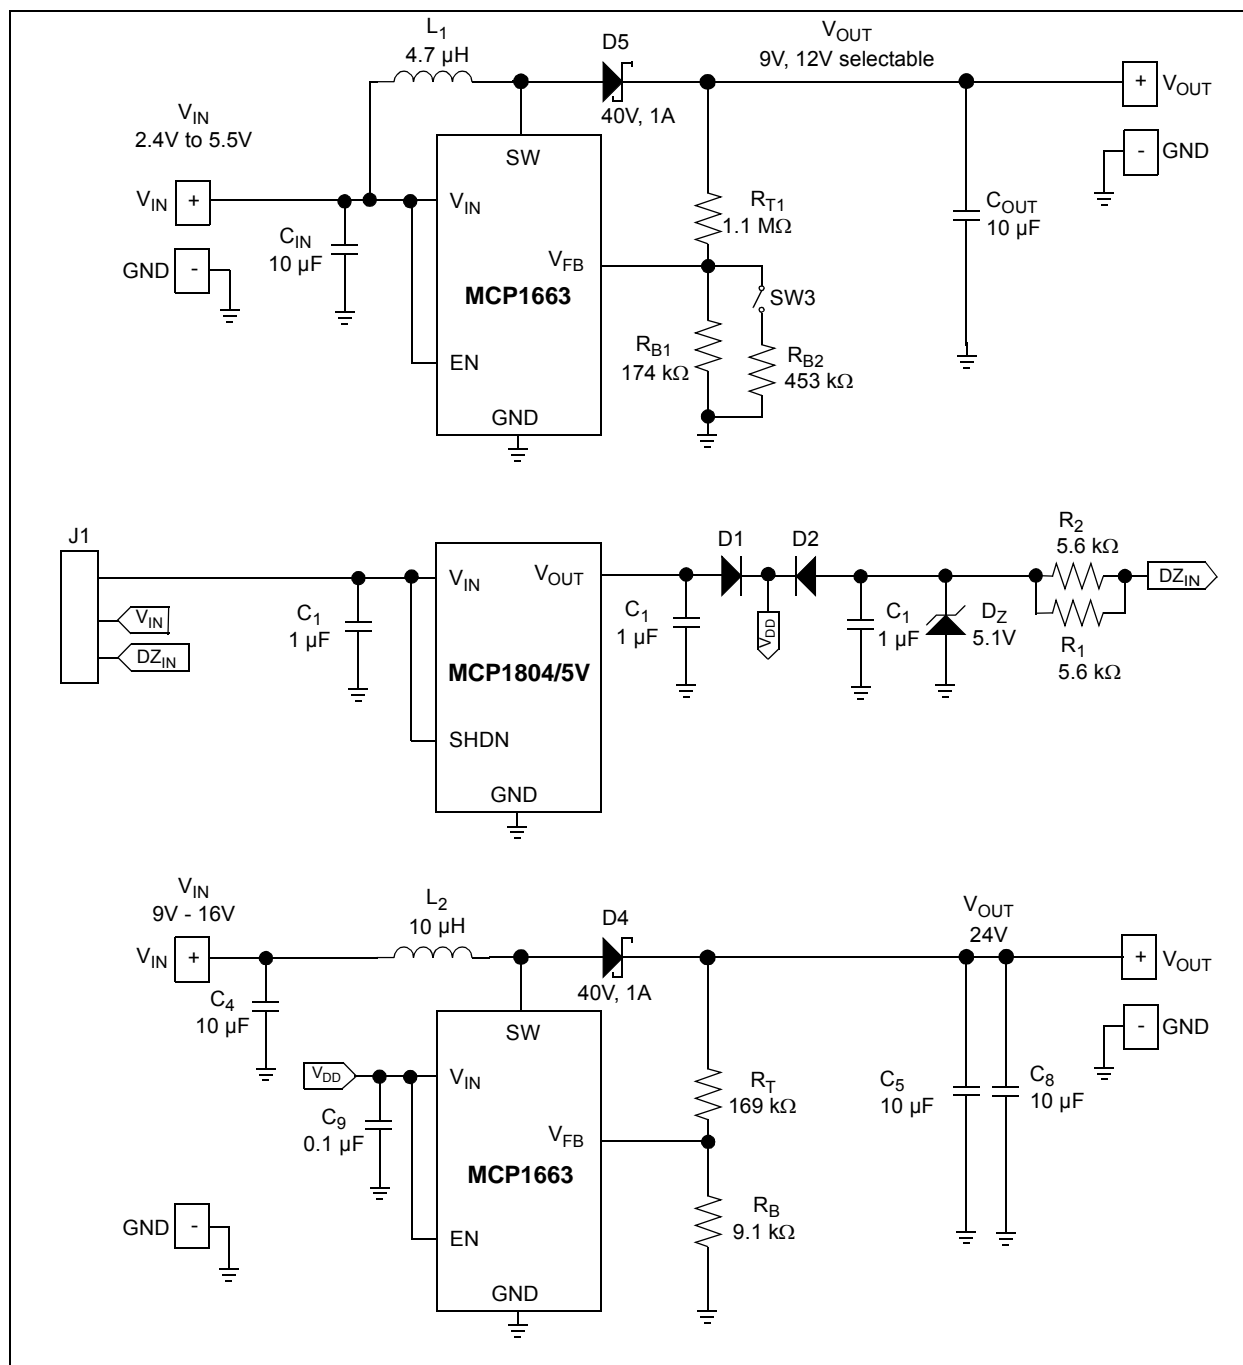 L1
4.7 µH
D5
40V, 1A
VOUT
9V, 12V selectable
+
VOUT
-
GND
VIN
2.4V to 5.5V
VIN
+
GND
-
CIN
10 µF
SW
VIN
VFB
MCP1663
EN
GND
RT1
1.1 MΩ
SW3
RB1
174 kΩ
RB2
453 kΩ
COUT
10 µF
J1
VIN
DZIN
C1
1 µF
VIN
VOUT
MCP1804/5V
SHDN
GND
C1
1 µF
D1
D2
VDD
C1
1 µF
DZ
5.1V
R2
5.6 kΩ
R1
5.6 kΩ
DZIN
VIN
9V - 16V
VIN
+
C4
10 µF
L2
10 µH
D4
40V, 1A
VOUT
24V
+
VOUT
-
GND
SW
VDD
VIN
C9
0.1 µF
VFB
MCP1663
EN
GND
RT
169 kΩ
RB
9.1 kΩ
C5
10 µF
C8
10 µF
GND
-